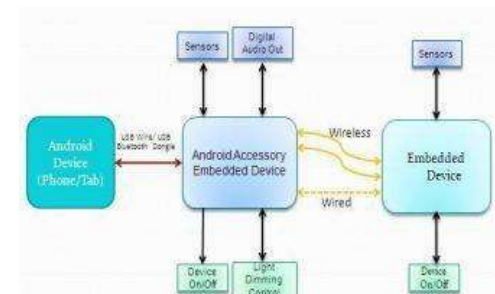 Sensors
Digital
Audio Out
Sensors
Android
Device
(Phone/Tab)
USB Wire/ USB
Bluetooth Dongle
Android Accessory
Embedded Device
Wireless
Wired
Embedded
Device
Device
On/Off
Light
Dimming
Control
Device
On/Off